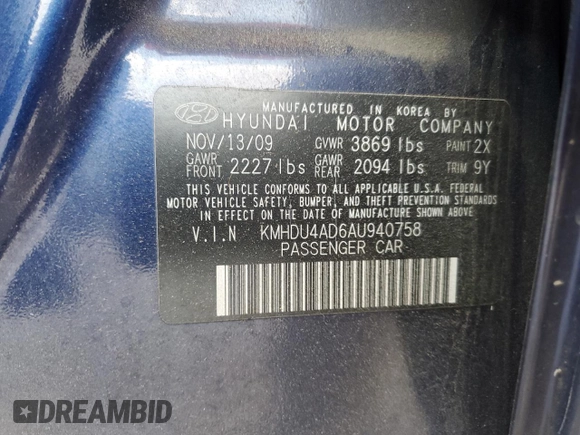 MANUFACTURED IN KOREA BY
HYUNDAI MOTOR COMPANY
NOV/13/09 GVWR 3869 lbs PAINT 2X
GAWR FRONT 2227 lbs GAWR REAR 2094 lbs TRIM 9Y
THIS VEHICLE CONFORMS TO ALL APPLICABLE U.S.A. FEDERAL
MOTOR VEHICLE SAFETY, BUMPER, AND THEFT PREVENTION STANDARDS
IN EFFECT ON THE DATE OF MANUFACTURE SHOWN ABOVE.
V.I.N KMHDU4AD6AU940758
PASSENGER CAR
DREAMBID